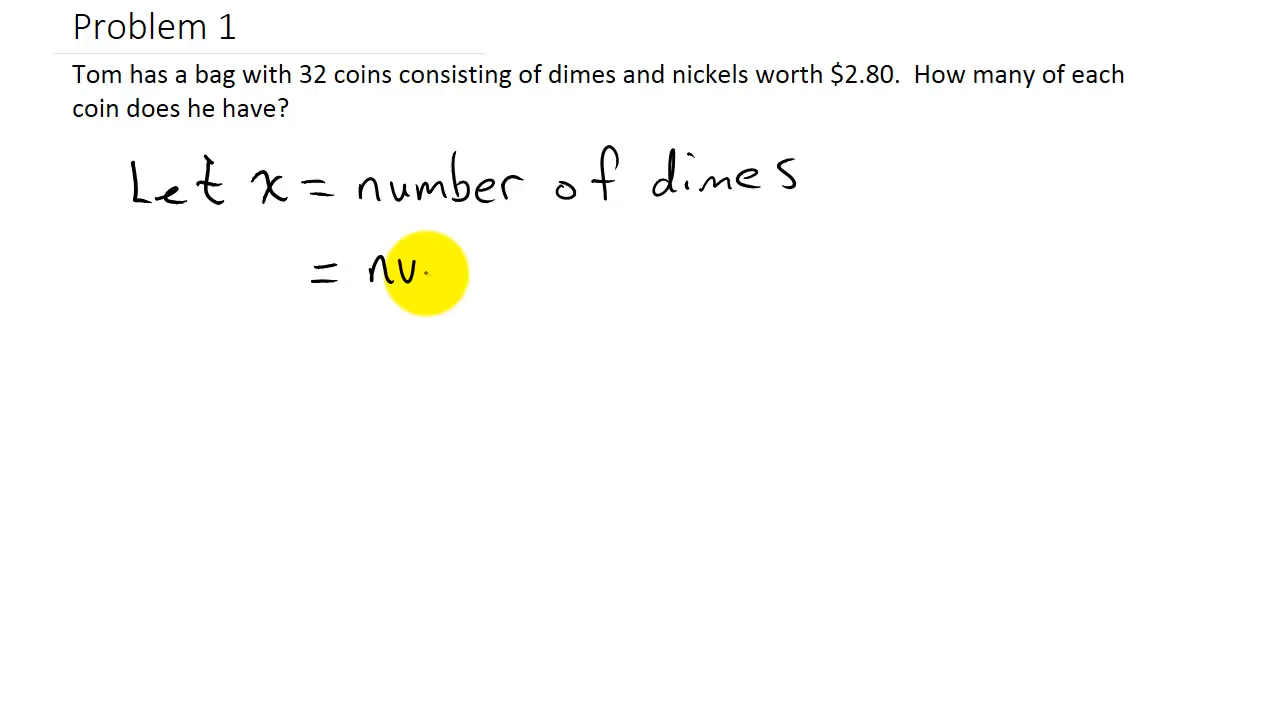 Problem 1
Tom has a bag with 32 coins consisting of dimes and nickels worth $2.80. How many of each
coin does he have?
Let x = number of dimes
= nu